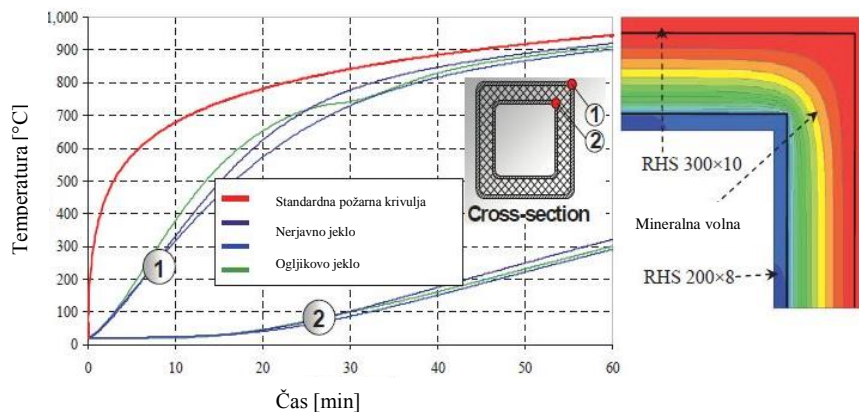 Temperatura [°C]
1,000
900
800
700
600
500
400
300
200
100
0
0 10 20 30 40 50 60
Čas [min]
1
2
Standardna požarna krivulja
Nerjavno jeklo
Ogljikovo jeklo
1
2
Cross-section
RHS 300×10
Mineralna volna
RHS 200×8